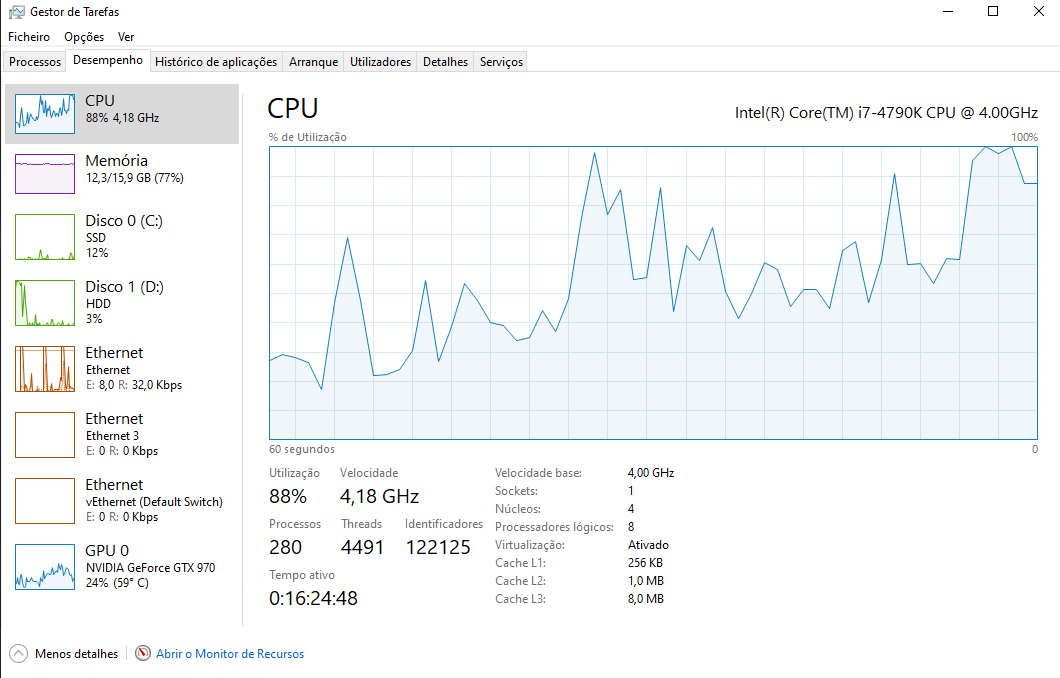 Gestor de Tarefas
Ficheiro Opções Ver
Processos Desempenho Histórico de aplicações Arranque Utilizadores Detalhes Serviços
CPU
88% 4,18 GHz
Memória
12,3/15,9 GB (77%)
Disco 0 (C:)
SSD
12%
Disco 1 (D:)
HDD
3%
Ethernet
Ethernet
E: 8,0 R: 32,0 Kbps
Ethernet
Ethernet 3
E: 0 R: 0 Kbps
Ethernet
vEthernet (Default Switch)
E: 0 R: 0 Kbps
GPU 0
NVIDIA GeForce GTX 970
24% (59° C)
CPU Intel(R) Core(TM) i7-4790K CPU @ 4.00GHz
% de Utilização 100%
60 segundos 0
Utilização Velocidade
88% 4,18 GHz
Processos Threads Identificadores
280 4491 122125
Tempo ativo
0:16:24:48
Velocidade base: 4,00 GHz
Sockets: 1
Núcleos: 4
Processadores lógicos: 8
Virtualização: Ativado
Cache L1: 256 KB
Cache L2: 1,0 MB
Cache L3: 8,0 MB
Menos detalhes Abrir o Monitor de Recursos